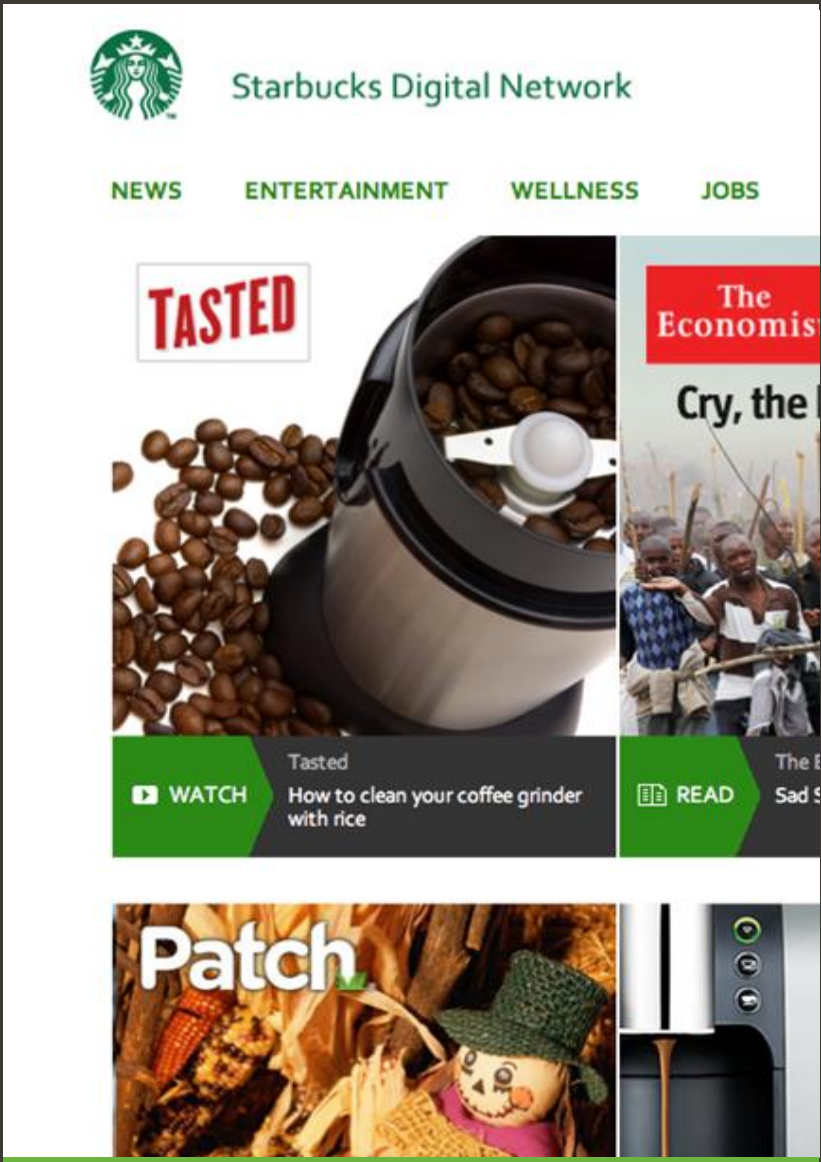 Starbucks Digital Network
NEWS ENTERTAINMENT WELLNESS JOBS
TASTED
The
Economist
Cry, the
WATCH
Tasted
How to clean your coffee grinder
with rice
READ
The
Sad
Patch